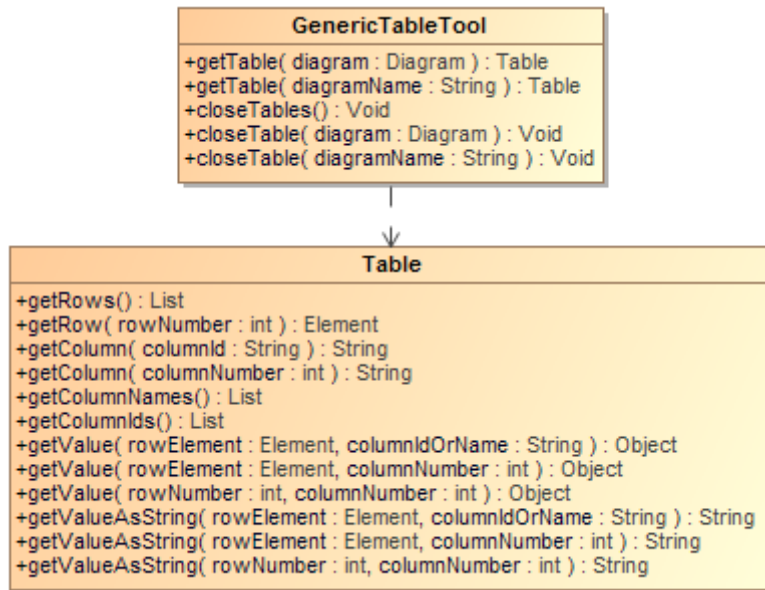 GenericTableTool
+getTable( diagram : Diagram ) : Table
+getTable( diagramName : String ) : Table
+closeTables() : Void
+closeTable( diagram : Diagram ) : Void
+closeTable( diagramName : String ) : Void
Table
+getRows() : List
+getRow( rowNumber : int ) : Element
+getColumn( columnId : String ) : String
+getColumn( columnNumber : int ) : String
+getColumnNames() : List
+getColumnIds() : List
+getValue( rowElement : Element, columnIdOrName : String ) : Object
+getValue( rowElement : Element, columnNumber : int ) : Object
+getValue( rowNumber : int, columnNumber : int ) : Object
+getValueAsString( rowElement : Element, columnIdOrName : String ) : String
+getValueAsString( rowElement : Element, columnNumber : int ) : String
+getValueAsString( rowNumber : int, columnNumber : int ) : String